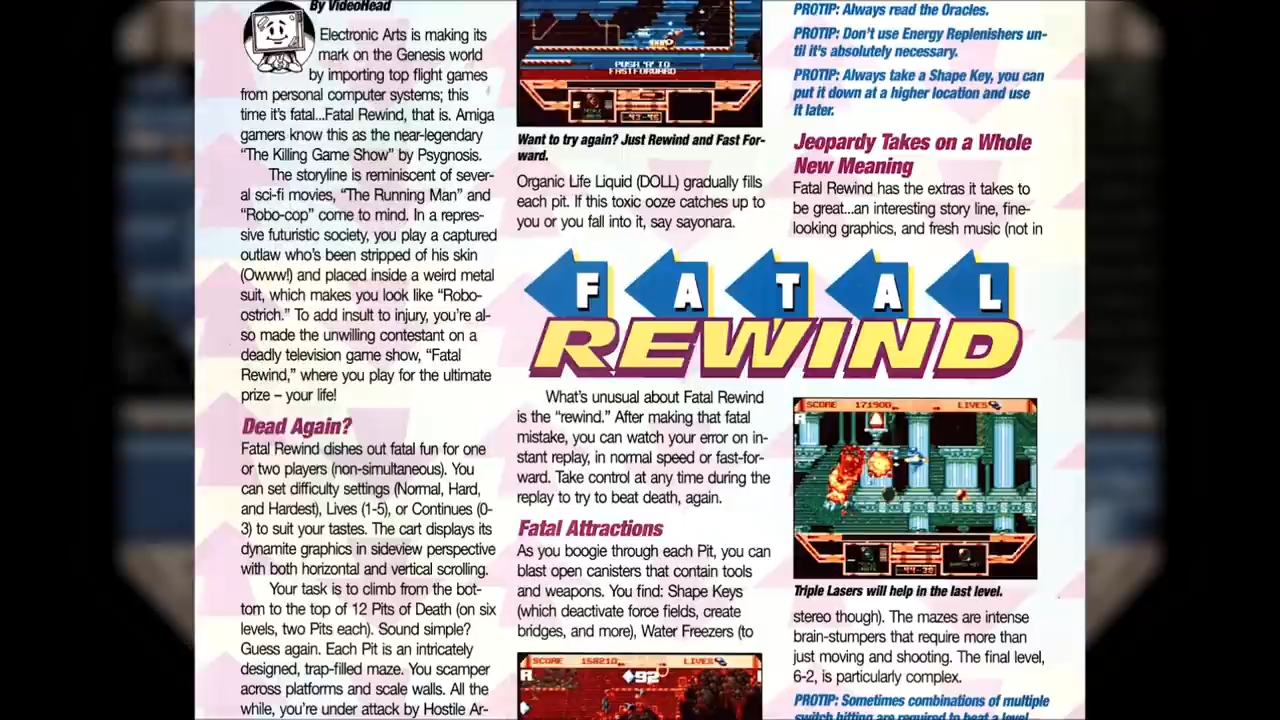 By VideoHead
Electronic Arts is making its
mark on the Genesis world
by importing top flight games
from personal computer systems; this
time it's fatal...Fatal Rewind, that is. Amiga
gamers know this as the near-legendary
"The Killing Game Show" by Psygnosis.
The storyline is reminiscent of sever-
al sci-fi movies, "The Running Man" and
"Robo-cop" come to mind. In a repres-
sive futuristic society, you play a captured
outlaw who's been stripped of his skin
(Owww!) and placed inside a weird metal
suit, which makes you look like "Robo-
ostrich." To add insult to injury, you're al-
so made the unwilling contestant on a
deadly television game show, "Fatal
Rewind," where you play for the ultimate
prize – your life!
Dead Again?
Fatal Rewind dishes out fatal fun for one
or two players (non-simultaneous). You
can set difficulty settings (Normal, Hard,
and Hardest), Lives (1-5), or Continues (0-
3) to suit your tastes. The cart displays its
dynamite graphics in sideview perspective
with both horizontal and vertical scrolling.
Your task is to climb from the bot-
tom to the top of 12 Pits of Death (on six
levels, two Pits each). Sound simple?
Guess again. Each Pit is an intricately
designed, trap-filled maze. You scamper
across platforms and scale walls. All the
while, you're under attack by Hostile Ar-
PUSH 'A' TO
FASTFORWARD
Want to try again? Just Rewind and Fast For-
ward.
Organic Life Liquid (DOLL) gradually fills
each pit. If this toxic ooze catches up to
you or you fall into it, say sayonara.
FATAL
REWIND
What's unusual about Fatal Rewind
is the "rewind." After making that fatal
mistake, you can watch your error on in-
stant replay, in normal speed or fast-for-
ward. Take control at any time during the
replay to try to beat death, again.
Fatal Attractions
As you boogie through each Pit, you can
blast open canisters that contain tools
and weapons. You find: Shape Keys
(which deactivate force fields, create
bridges, and more), Water Freezers (to
SCORE 158210 LIVES
92
PROTIP: Always read the Oracles.
PROTIP: Don't use Energy Replenishers un-
til it's absolutely necessary.
PROTIP: Always take a Shape Key, you can
put it down at a higher location and use
it later.
Jeopardy Takes on a Whole
New Meaning
Fatal Rewind has the extras it takes to
be great...an interesting story line, fine-
looking graphics, and fresh music (not in
SCORE 171900 LIVES
Triple Lasers will help in the last level.
stereo though). The mazes are intense
brain-stumpers that require more than
just moving and shooting. The final level,
6-2, is particularly complex.
PROTIP: Sometimes combinations of multiple
switch hitting are required to beat a level